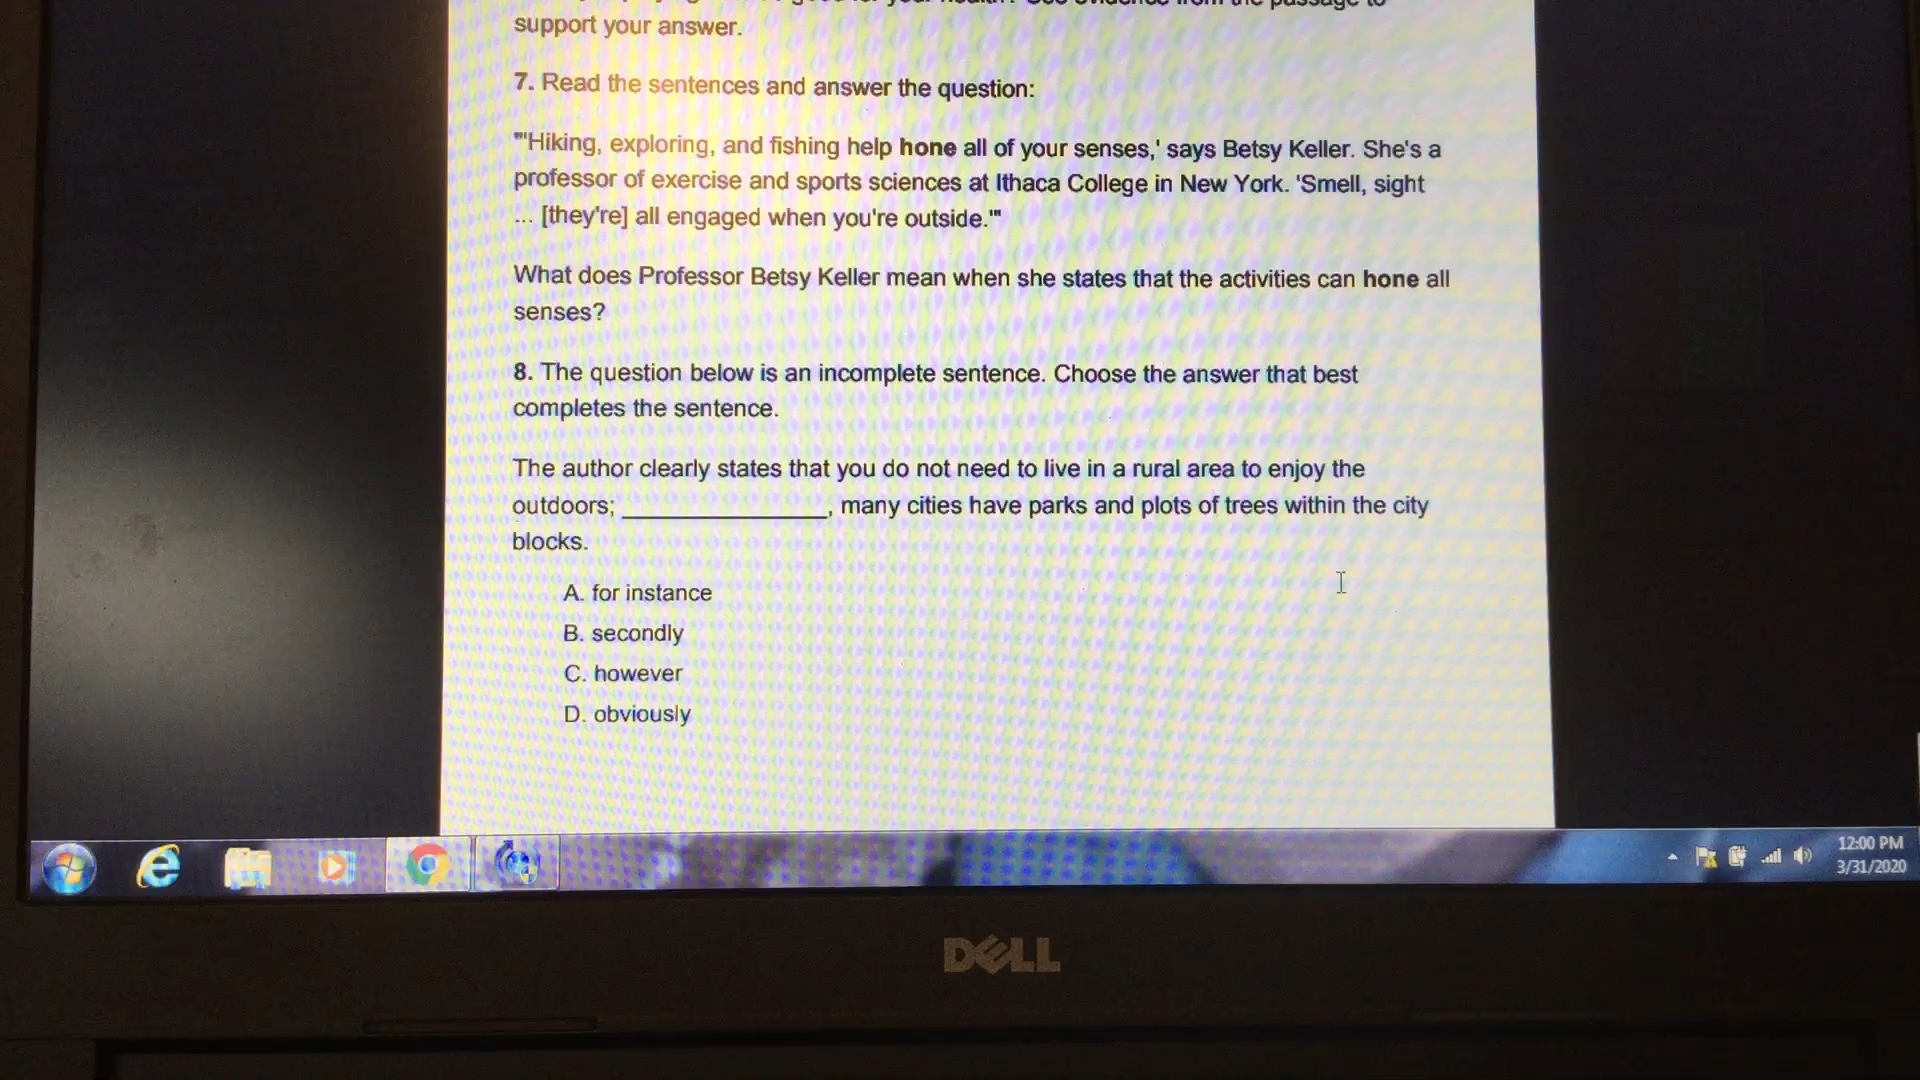 support your answer.
7. Read the sentences and answer the question:
"'Hiking, exploring, and fishing help hone all of your senses,' says Betsy Keller. She's a
professor of exercise and sports sciences at Ithaca College in New York. 'Smell, sight
... [they're] all engaged when you're outside.'"
What does Professor Betsy Keller mean when she states that the activities can hone all
senses?
8. The question below is an incomplete sentence. Choose the answer that best
completes the sentence.
The author clearly states that you do not need to live in a rural area to enjoy the
outdoors; _______________, many cities have parks and plots of trees within the city
blocks.
A. for instance
B. secondly
C. however
D. obviously
12:00 PM
3/31/2020
DELL